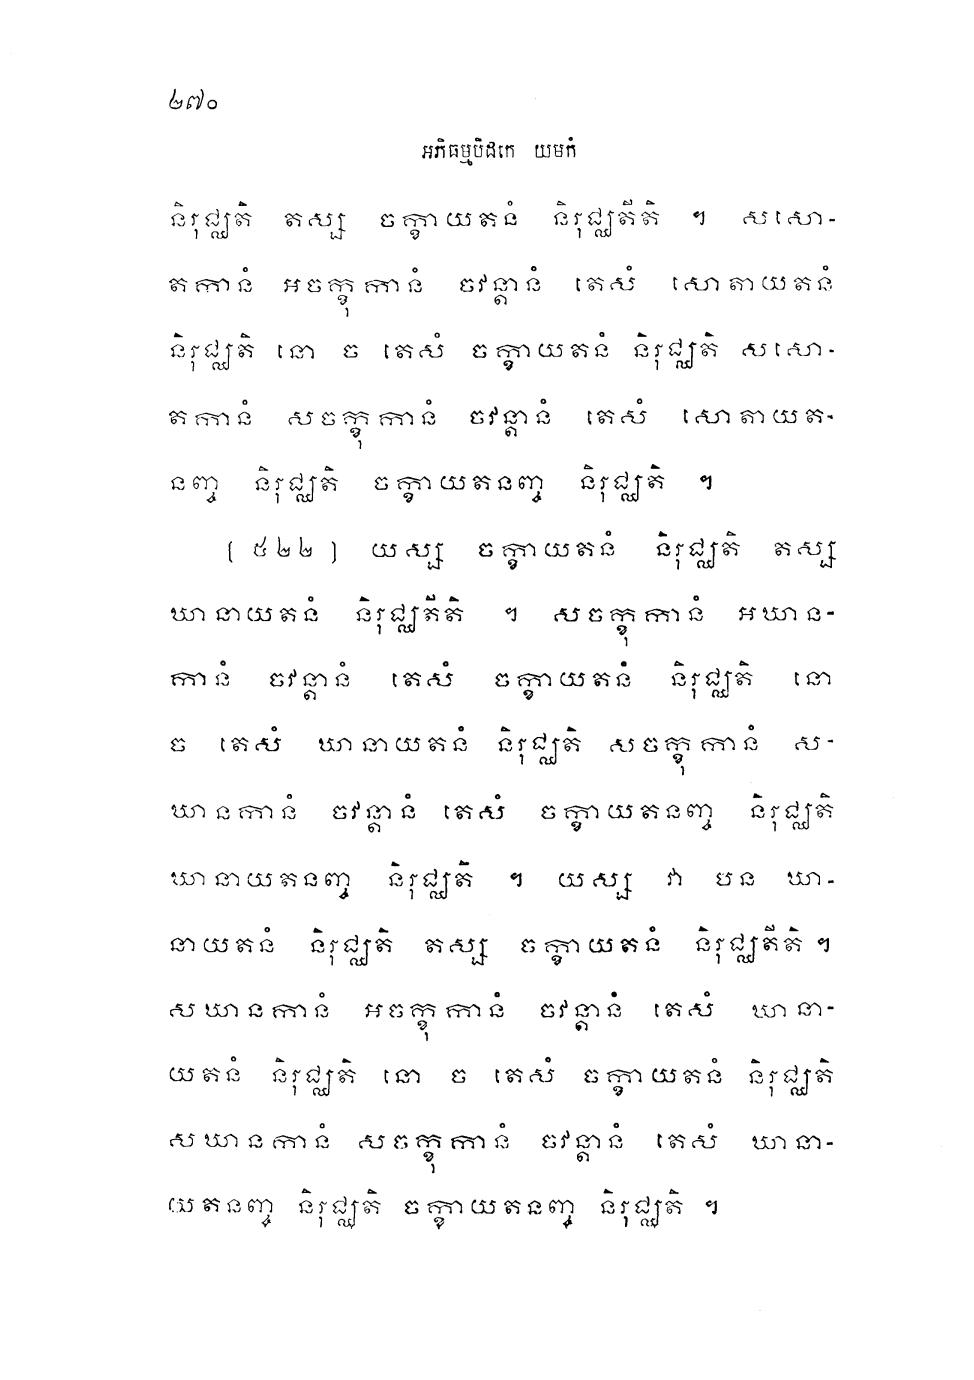 ២៧០
អភិធម្មបិដកេ យមកំ
និរុជ្ឈតិ តស្ស ចក្ខាយតនំ និរុជ្ឈតីតិ ។ សសោ-
តកានំ អចក្ខុកានំ ចវន្តានំ តេសំ សោតាយតនំ
និរុជ្ឈតិ នោ ច តេសំ ចក្ខាយតនំ និរុជ្ឈតិ សសោ-
តកានំ សចក្ខុកានំ ចវន្តានំ តេសំ សោតាយត-
នញ្ច និរុជ្ឈតិ ចក្ខាយតនញ្ច និរុជ្ឈតិ ។
(៥២២) យស្ស ចក្ខាយតនំ និរុជ្ឈតិ តស្ស
ឃានាយតនំ និរុជ្ឈតីតិ ។ សចក្ខុកានំ អឃាន-
កានំ ចវន្តានំ តេសំ ចក្ខាយតនំ និរុជ្ឈតិ នោ
ច តេសំ ឃានាយតនំ និរុជ្ឈតិ សចក្ខុកានំ ស-
ឃានកានំ ចវន្តានំ តេសំ ចក្ខាយតនញ្ច និរុជ្ឈតិ
ឃានាយតនញ្ច និរុជ្ឈតិ ។ យស្ស វា បន ឃា-
នាយតនំ និរុជ្ឈតិ តស្ស ចក្ខាយតនំ និរុជ្ឈតីតិ ។
សឃានកានំ អចក្ខុកានំ ចវន្តានំ តេសំ ឃានា-
យតនំ និរុជ្ឈតិ នោ ច តេសំ ចក្ខាយតនំ និរុជ្ឈតិ
សឃានកានំ សចក្ខុកានំ ចវន្តានំ តេសំ ឃានា-
យតនញ្ច និរុជ្ឈតិ ចក្ខាយតនញ្ច និរុជ្ឈតិ ។